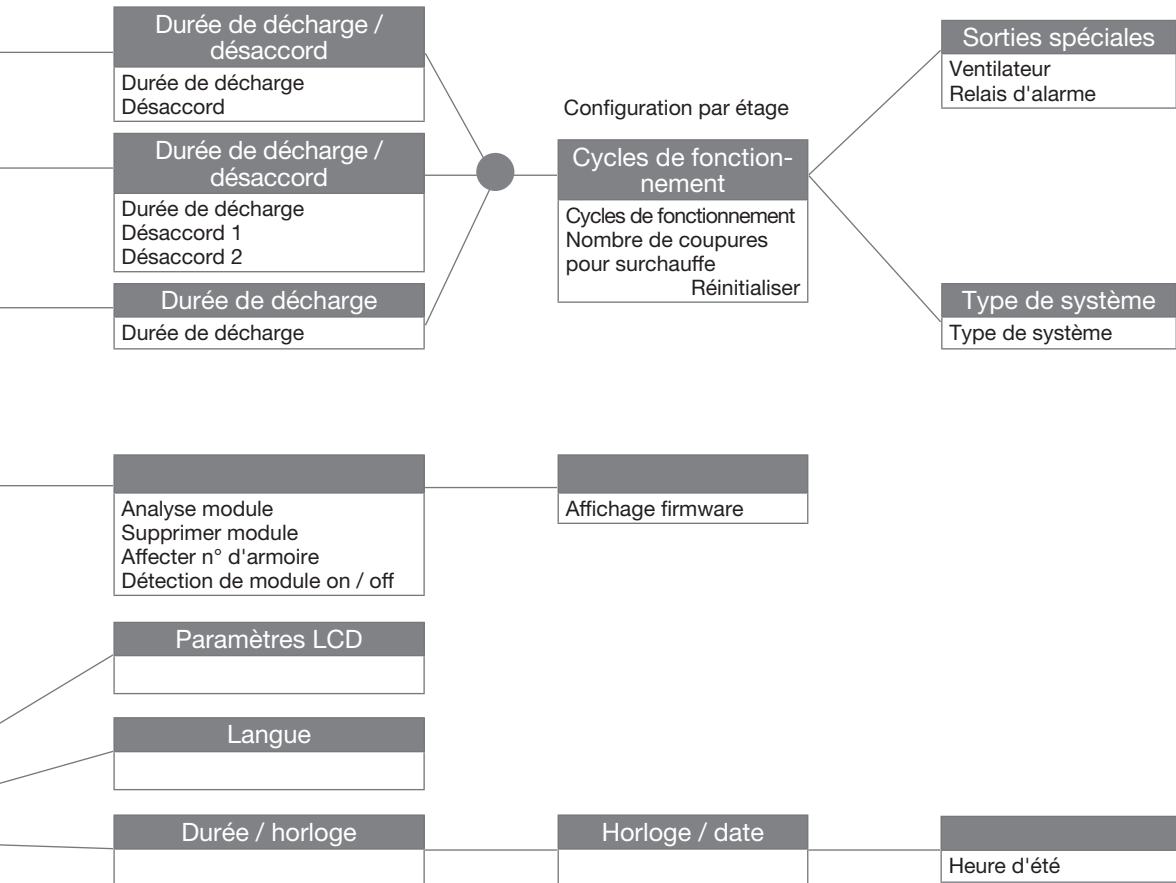 Durée de décharge /
désaccord
Durée de décharge
Désaccord
Durée de décharge /
désaccord
Durée de décharge
Désaccord 1
Désaccord 2
Durée de décharge
Durée de décharge
Configuration par étage
Cycles de fonction-
nement
Cycles de fonctionnement
Nombre de coupures
pour surchauffe
Réinitialiser
Sorties spéciales
Ventilateur
Relais d'alarme
Type de système
Type de système
Analyse module
Supprimer module
Affecter n° d'armoire
Détection de module on / off
Affichage firmware
Paramètres LCD
Langue
Durée / horloge
Horloge / date
Heure d'été